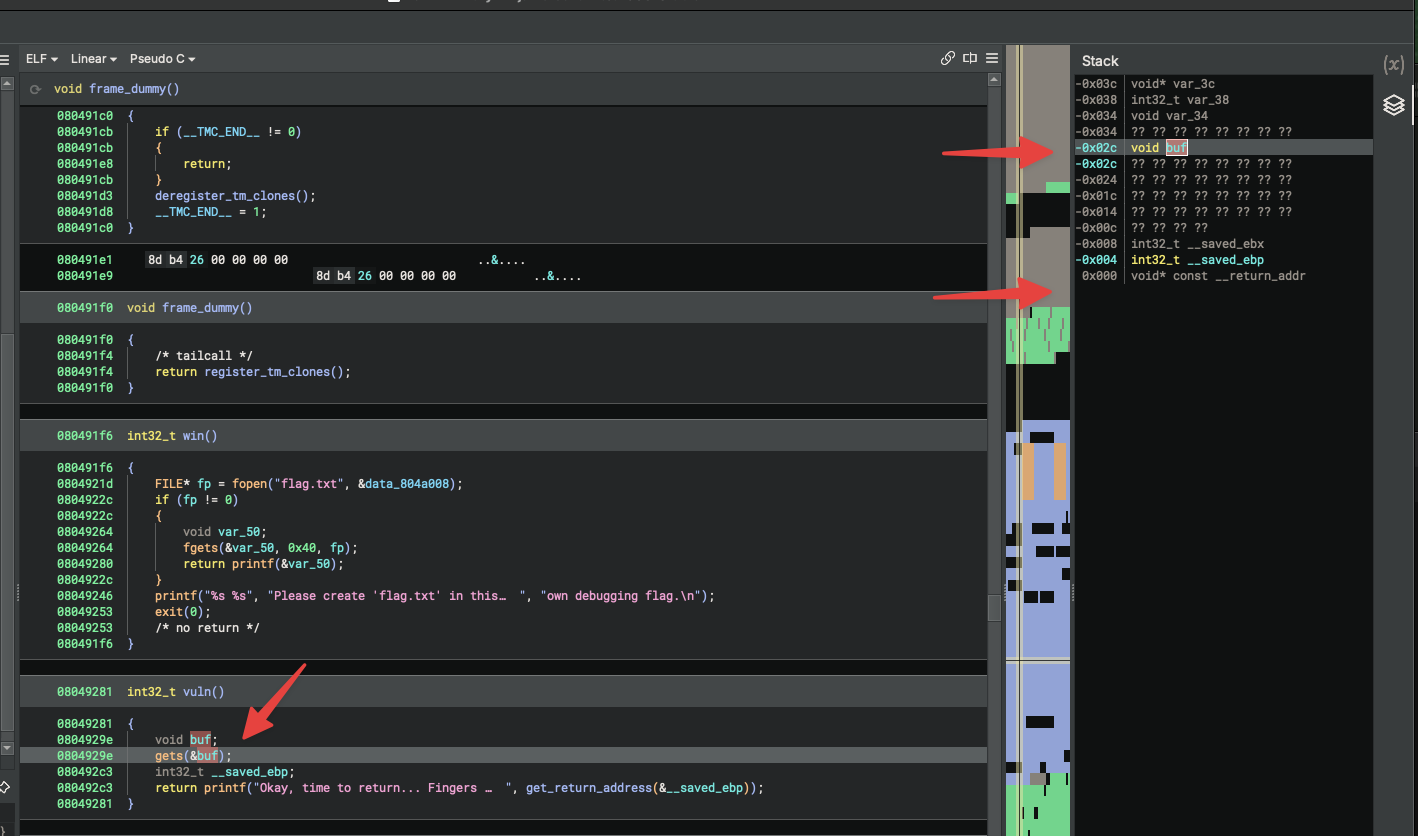 ELF ▾ Linear ▾ Pseudo C ▾
void frame_dummy()
080491c0 {
080491cb if (__TMC_END__ != 0)
080491cb {
080491e8 return;
080491cb }
080491d3 deregister_tm_clones();
080491d8 __TMC_END__ = 1;
080491c0 }
080491e1 8d b4 26 00 00 00 00 ..&....
080491e9 8d b4 26 00 00 00 00 ..&....
080491f0 void frame_dummy()
080491f0 {
080491f4 /* tailcall */
080491f4 return register_tm_clones();
080491f0 }
080491f6 int32_t win()
080491f6 {
0804921d FILE* fp = fopen("flag.txt", &data_804a008);
0804922c if (fp != 0)
0804922c {
08049264 void var_50;
08049264 fgets(&var_50, 0x40, fp);
08049280 return printf(&var_50);
0804922c }
08049246 printf("%s %s", "Please create 'flag.txt' in this… ", "own debugging flag.\n");
08049253 exit(0);
08049253 /* no return */
080491f6 }
08049281 int32_t vuln()
08049281 {
0804929e void buf;
0804929e gets(&buf);
080492c3 int32_t __saved_ebp;
080492c3 return printf("Okay, time to return... Fingers … ", get_return_address(&__saved_ebp));
08049281 }
Stack
-0x03c void* var_3c
-0x038 int32_t var_38
-0x034 void var_34
-0x034 ?? ?? ?? ?? ?? ?? ?? ??
-0x02c void buf
-0x02c ?? ?? ?? ?? ?? ?? ?? ??
-0x024 ?? ?? ?? ?? ?? ?? ?? ??
-0x01c ?? ?? ?? ?? ?? ?? ?? ??
-0x014 ?? ?? ?? ?? ?? ?? ?? ??
-0x00c ?? ?? ?? ??
-0x008 int32_t __saved_ebx
-0x004 int32_t __saved_ebp
0x000 void* const __return_addr
(x)